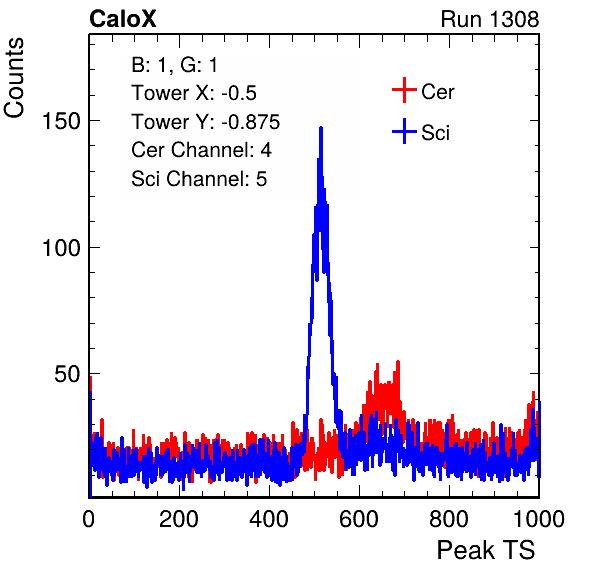 CaloX Run 1308
B: 1, G: 1
Tower X: -0.5
Tower Y: -0.875
Cer Channel: 4
Sci Channel: 5
Cer
Sci
Counts
150
100
50
0 200 400 600 800 1000
Peak TS